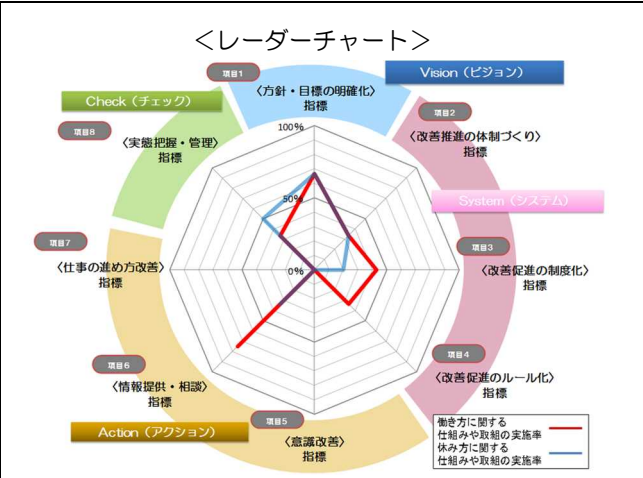 ＜レーダーチャート＞
Vision（ビジョン）
項目1
〈方針・目標の明確化〉
指標
Check（チェック）
項目2
〈改善推進の体制づくり〉
指標
項目8
〈実態把握・管理〉
指標
100%
System（システム）
50%
項目7
〈仕事の進め方改善〉
指標
0%
項目3
〈改善促進の制度化〉
指標
項目4
〈改善促進のルール化〉
指標
項目6
〈情報提供・相談〉
指標
Action（アクション）
項目5
〈意識改善〉
指標
働き方に関する
仕組みや取組の実施率
休み方に関する
仕組みや取組の実施率